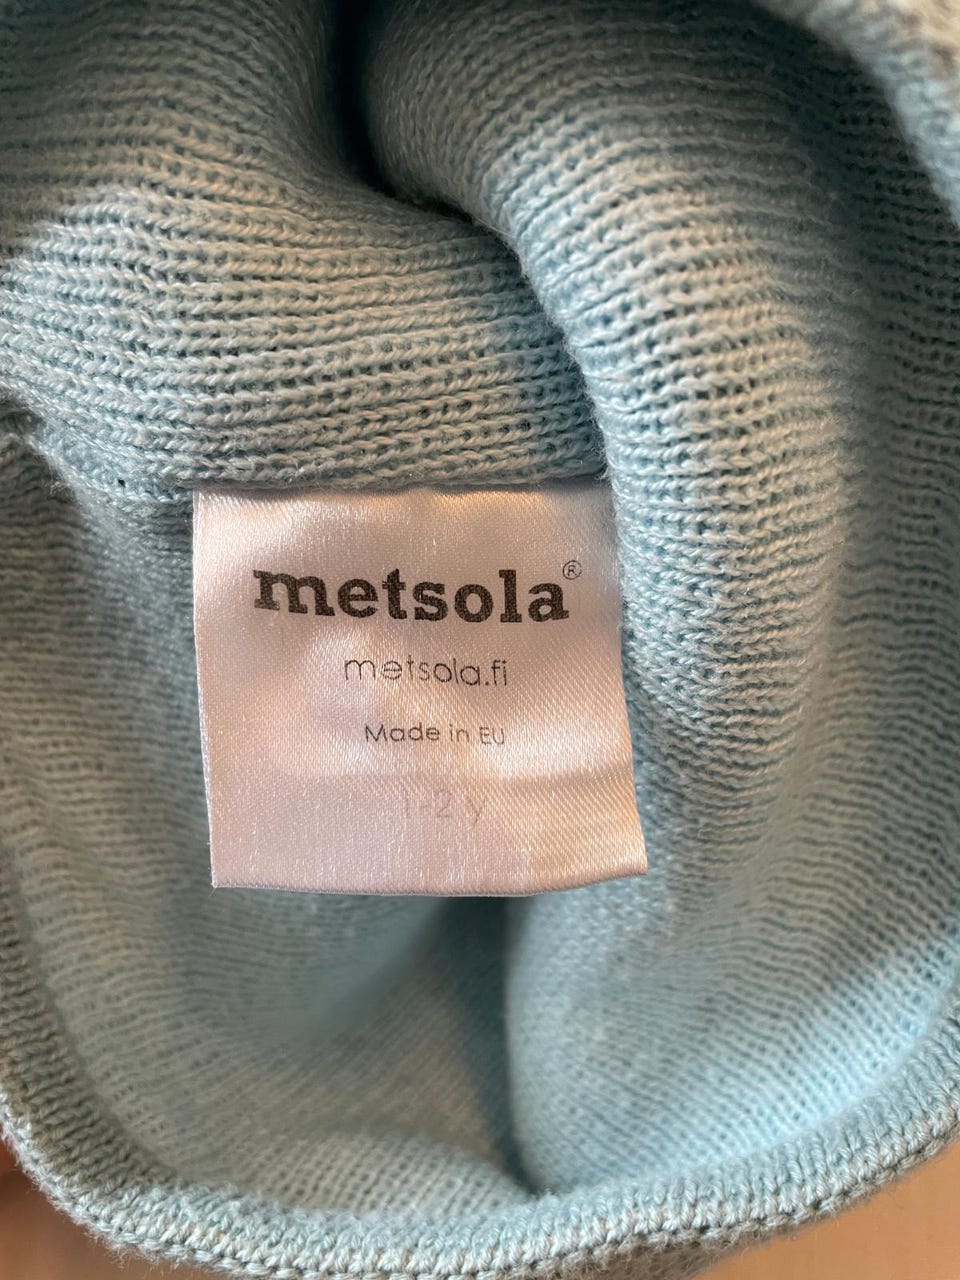 metsola®
metsola.fi
Made in EU
1-2 y